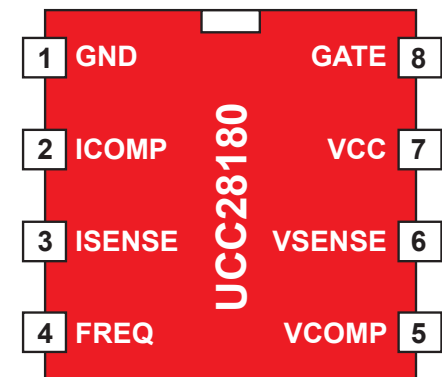 1 GND GATE 8
2 ICOMP VCC 7
3 ISENSE VSENSE 6
4 FREQ VCOMP 5
UCC28180